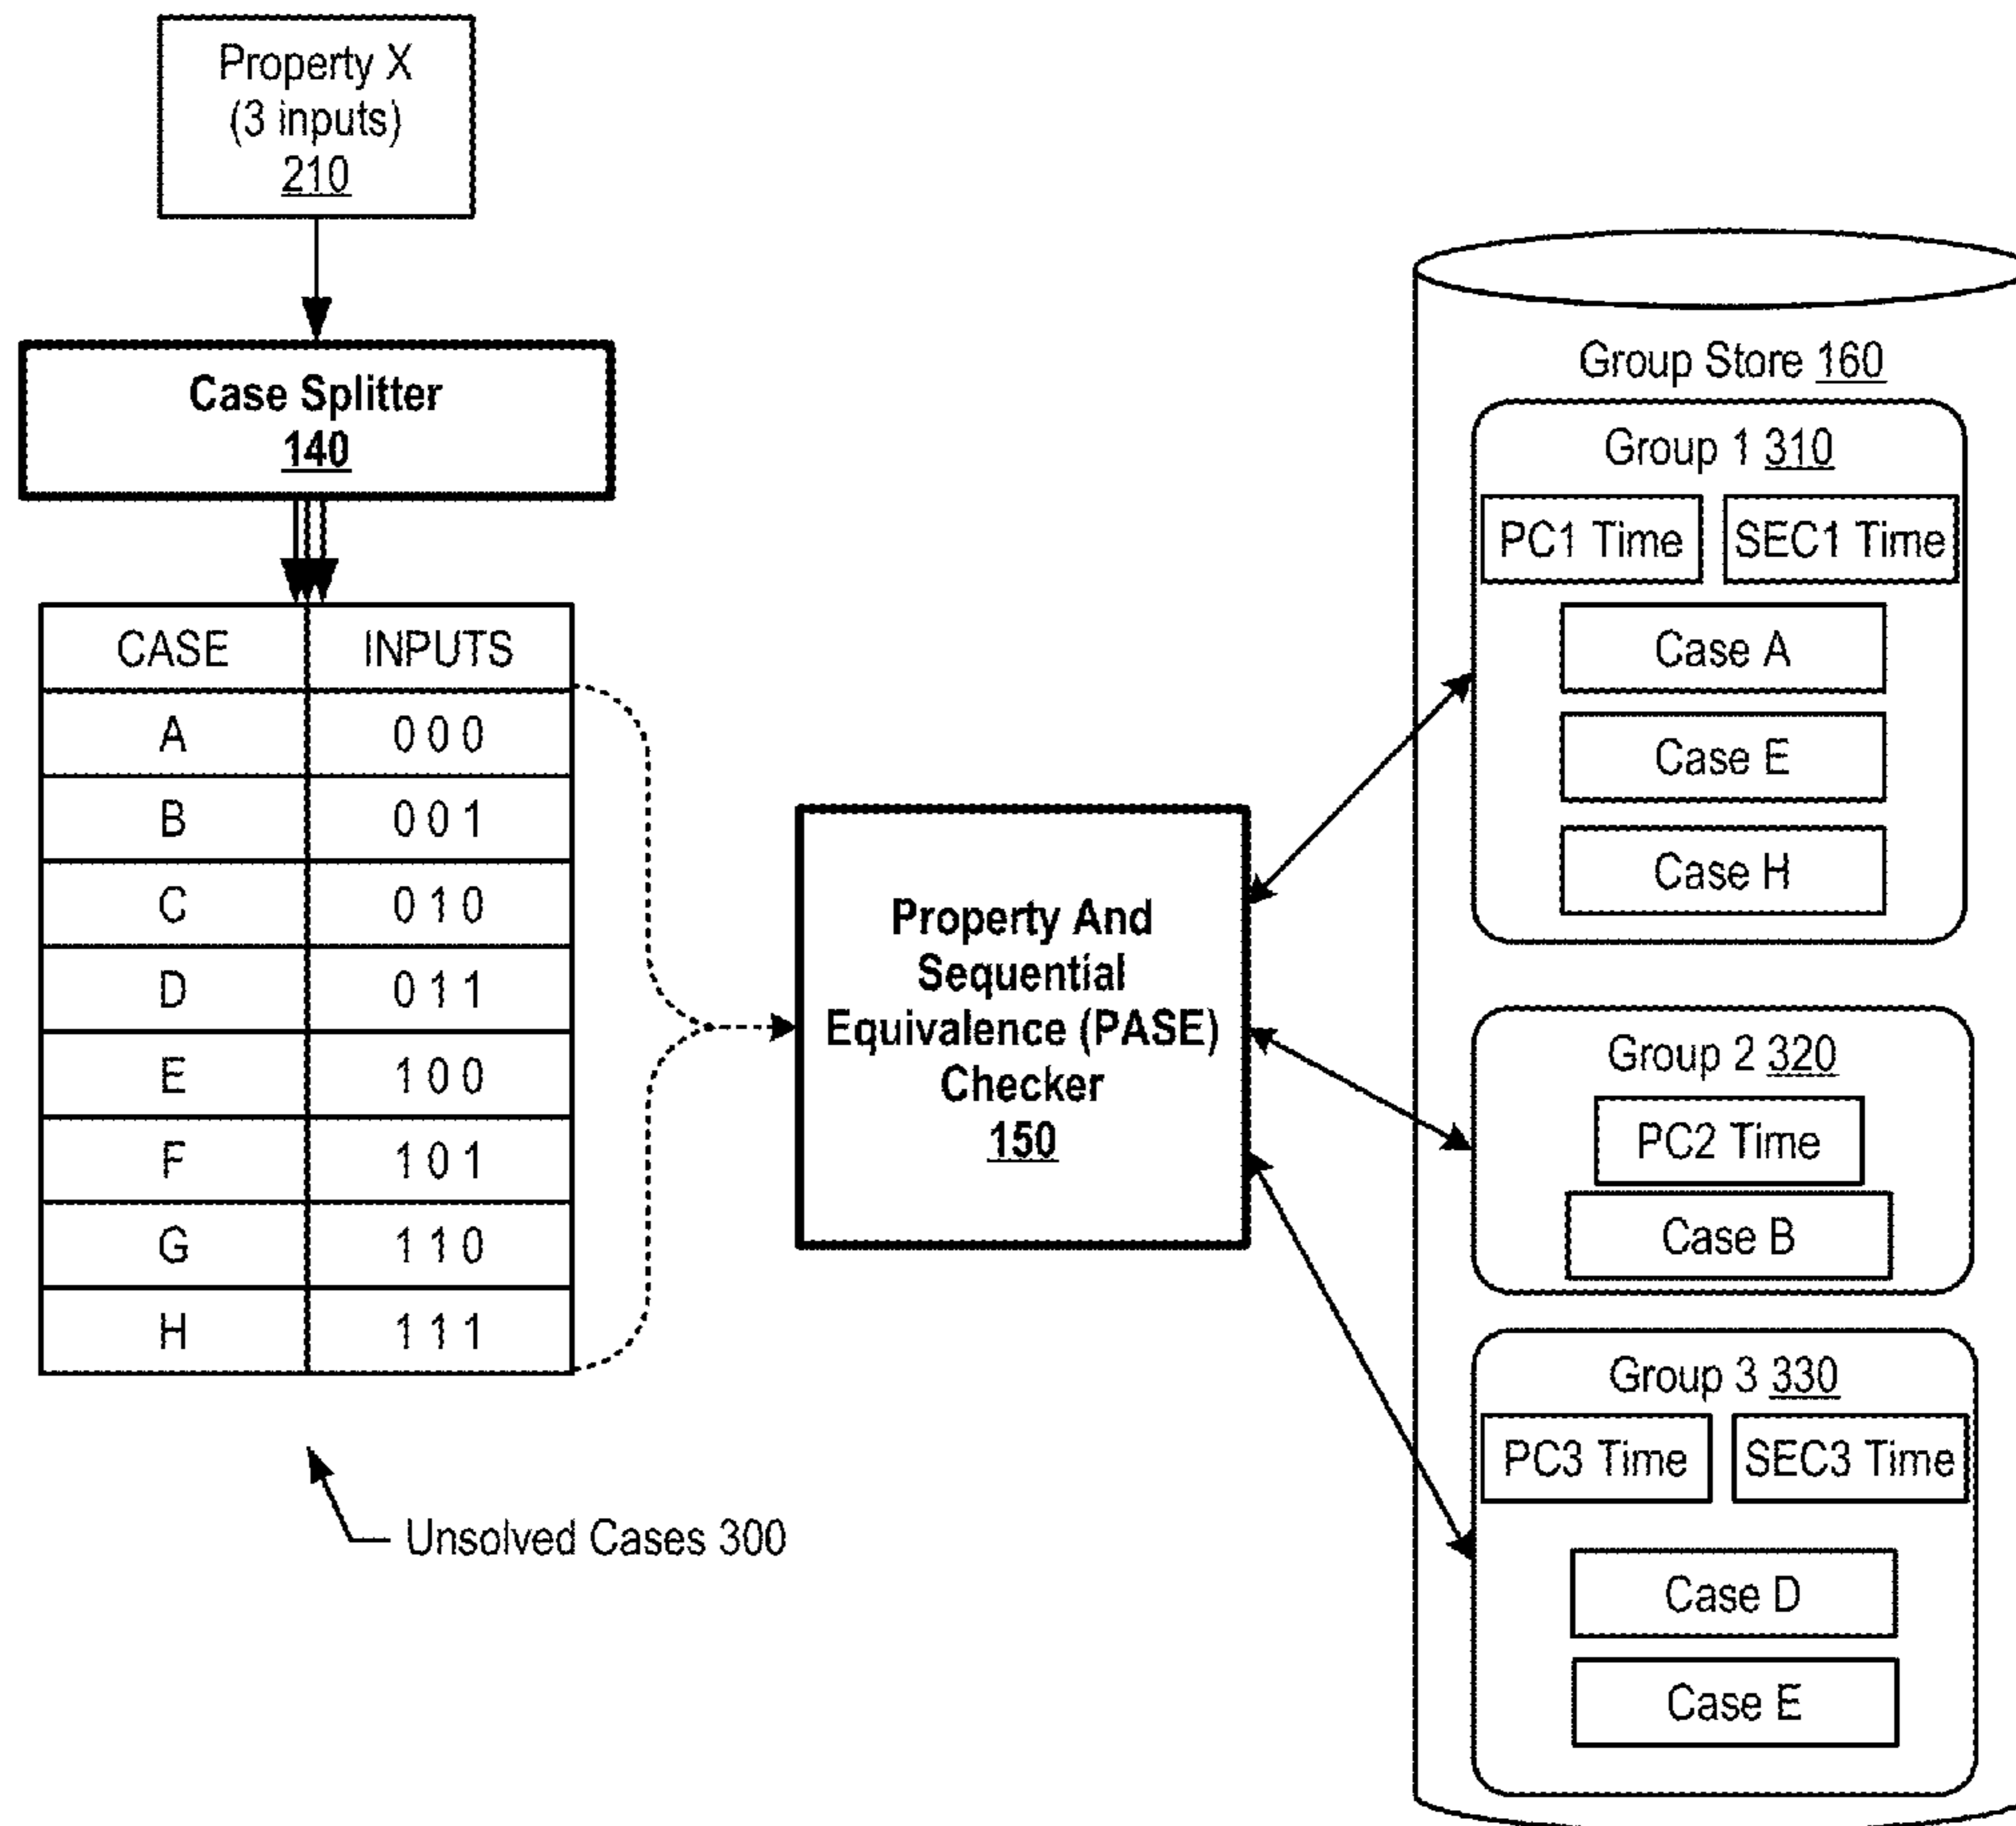 Property X
(3 inputs)
210
Case Splitter
140
CASE INPUTS
A 0 0 0
B 0 0 1
C 0 1 0
D 0 1 1
E 1 0 0
F 1 0 1
G 1 1 0
H 1 1 1
Unsolved Cases 300
Property And
Sequential
Equivalence (PASE)
Checker
150
Group Store 160
Group 1 310
PC1 Time SEC1 Time
Case A
Case E
Case H
Group 2 320
PC2 Time
Case B
Group 3 330
PC3 Time SEC3 Time
Case D
Case E